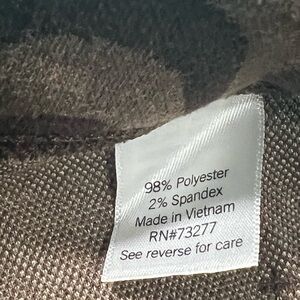 98% Polyester
2% Spandex
Made in Vietnam
RN#73277
See reverse for care